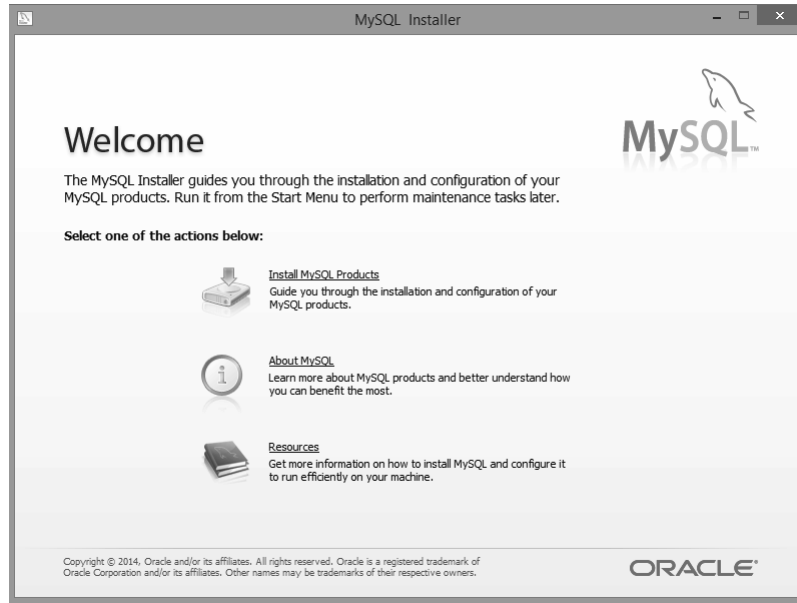 MySQL Installer
MySQL™
Welcome
The MySQL Installer guides you through the installation and configuration of your
MySQL products. Run it from the Start Menu to perform maintenance tasks later.
Select one of the actions below:
Install MySQL Products
Guide you through the installation and configuration of your
MySQL products.
About MySQL
Learn more about MySQL products and better understand how
you can benefit the most.
Resources
Get more information on how to install MySQL and configure it
to run efficiently on your machine.
Copyright © 2014, Oracle and/or its affiliates. All rights reserved. Oracle is a registered trademark of
Oracle Corporation and/or its affiliates. Other names may be trademarks of their respective owners.
ORACLE®